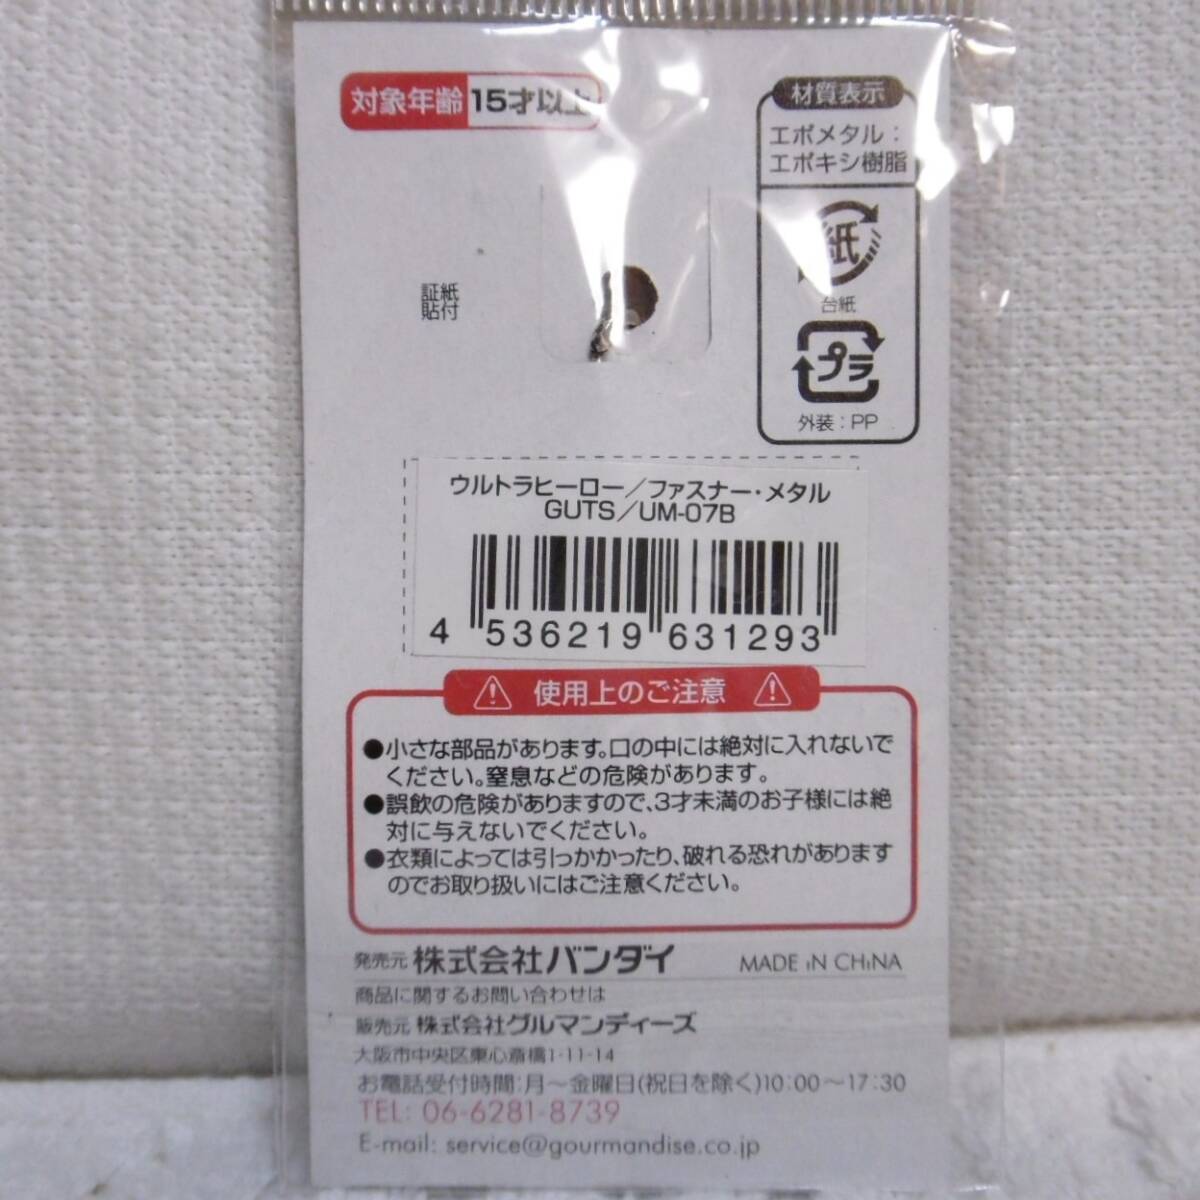 対象年齢 15才以上
材質表示
エポメタル:
エポキシ樹脂
紙
台紙
プラ
外装:PP
証紙
貼付
ウルトラヒーロー/ファスナー・メタル
GUTS/UM-07B
4 536219 631293
使用上のご注意
●小さな部品があります。口の中には絶対に入れないで
ください。窒息などの危険があります。
●誤飲の危険がありますので、3才未満のお子様には絶
対に与えないでください。
●衣類によっては引っかかったり、破れる恐れがあります
のでお取り扱いにはご注意ください。
発売元 株式会社バンダイ MADE iN CHiNA
商品に関するお問い合わせは
販売元 株式会社グルマンディーズ
大阪市中央区東心斎橋1-11-14
お電話受付時間:月〜金曜日(祝日を除く)10:00〜17:30
TEL: 06-6281-8739
E-mail: service@gourmandise.co.jp